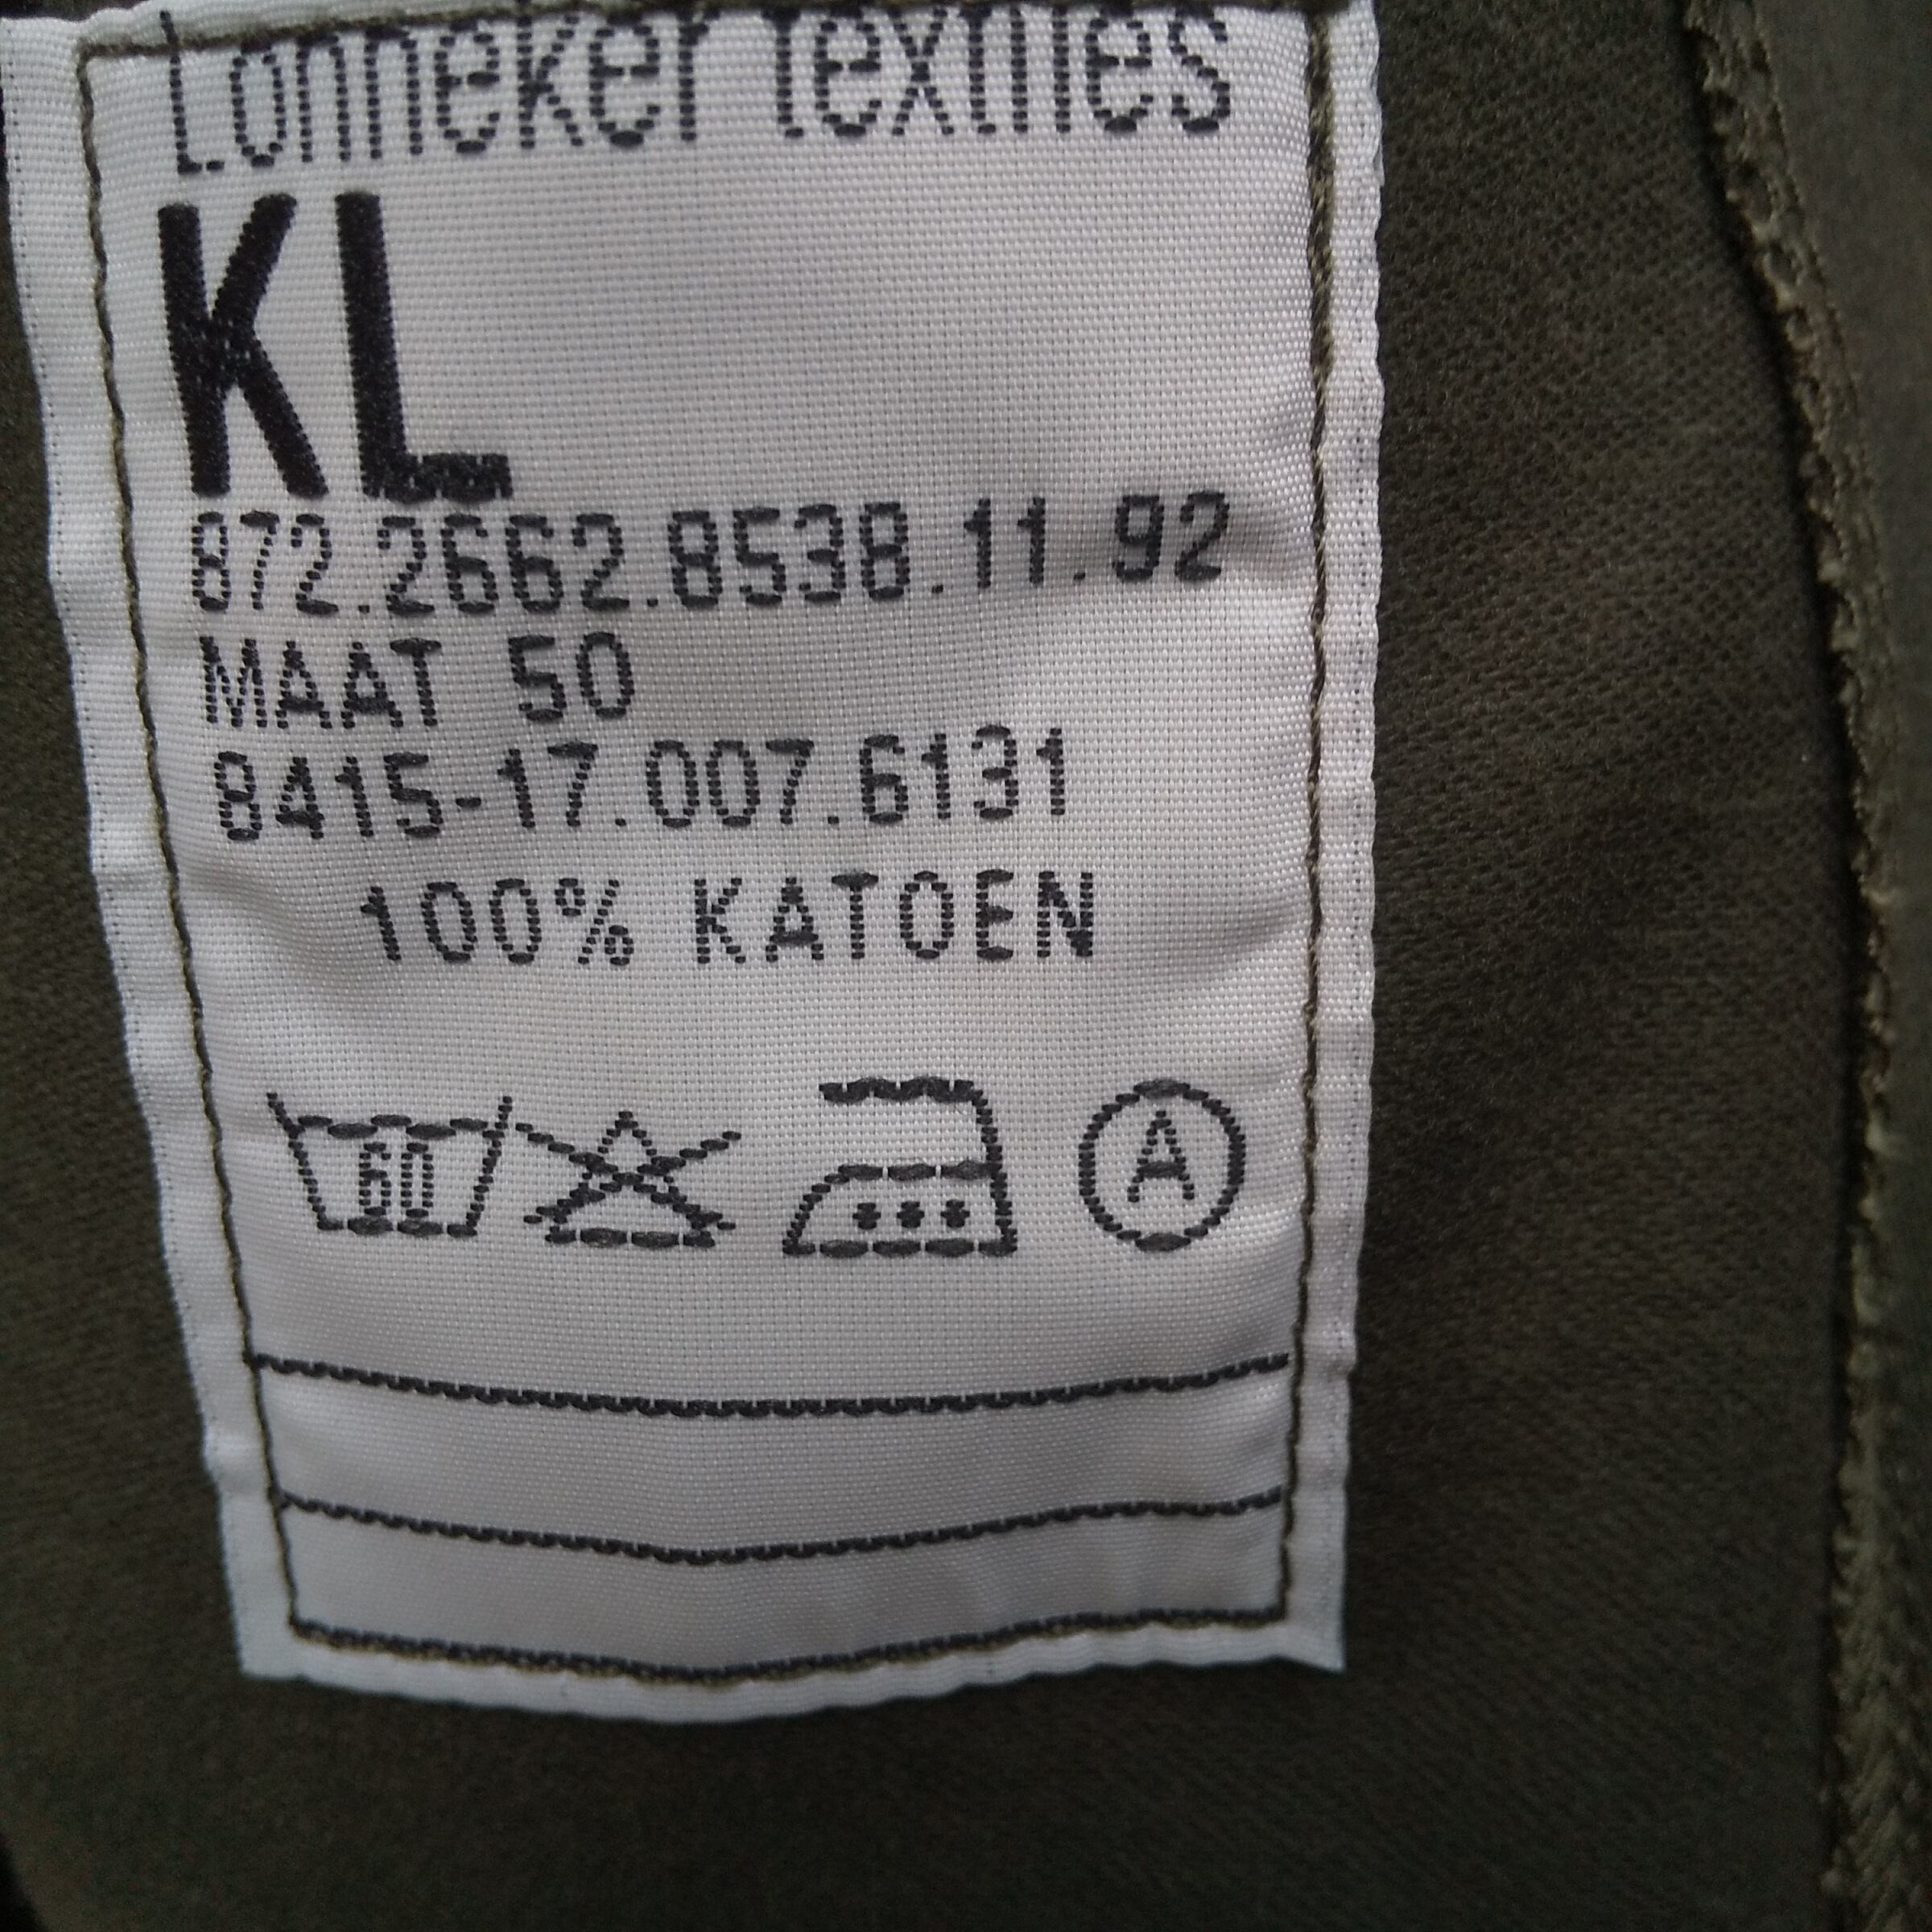 Lonneker textiles
KL
872.2662.8538.11.92
MAAT 50
8415-17.007.6131
100% KATOEN
60
A